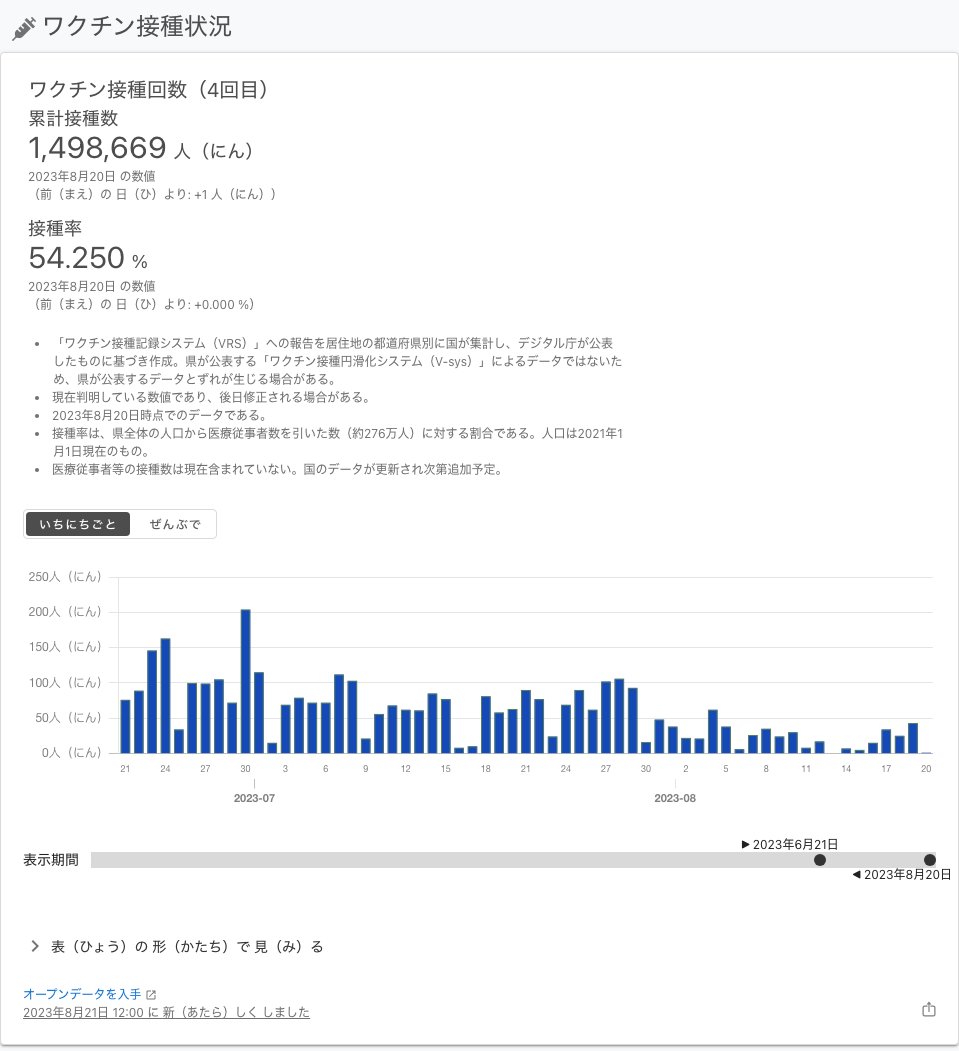 ワクチン接種状況
ワクチン接種回数（4回目）
累計接種数
1,498,669 人（にん）
2023年8月20日 の数値
（前（まえ）の 日（ひ）より: +1 人（にん））
接種率
54.250 %
2023年8月20日 の数値
（前（まえ）の 日（ひ）より: +0.000 %）
• 「ワクチン接種記録システム（VRS）」への報告を居住地の都道府県別に国が集計し、デジタル庁が公表
したものに基づき作成。県が公表する「ワクチン接種円滑化システム（V-sys）」によるデータではないた
め、県が公表するデータとずれが生じる場合がある。
• 現在判明している数値であり、後日修正される場合がある。
• 2023年8月20日時点でのデータである。
• 接種率は、県全体の人口から医療従事者数を引いた数（約276万人）に対する割合である。人口は2021年1
月1日現在のもの。
• 医療従事者等の接種数は現在含まれていない。国のデータが更新され次第追加予定。
いちにちごと ぜんぶで
250人（にん）
200人（にん）
150人（にん）
100人（にん）
50人（にん）
0人（にん）
21 24 27 30 3 6 9 12 15 18 21 24 27 30 2 5 8 11 14 17 20
2023-07 2023-08
▶2023年6月21日
表示期間
◀2023年8月20日
表（ひょう）の 形（かたち）で 見（み）る
オープンデータを入手
2023年8月21日 12:00 に 新（あたら）しく しました